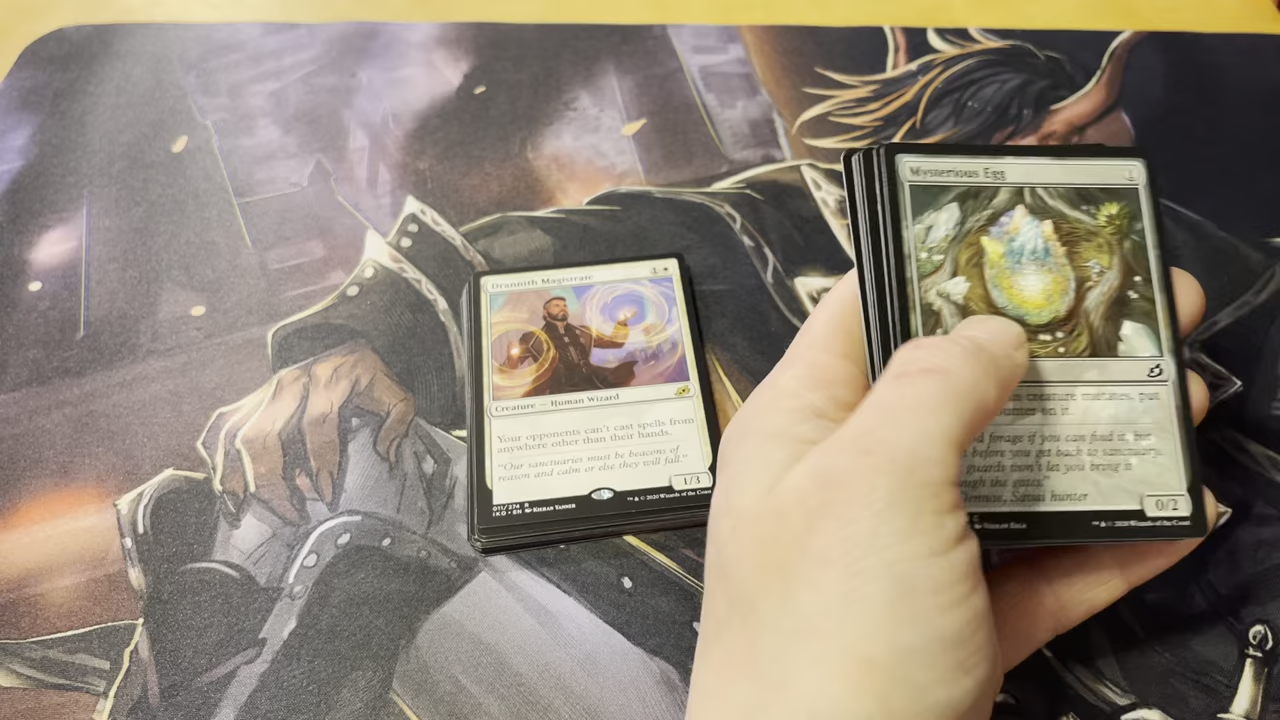 Drannith Magistrate
1
Creature — Human Wizard
Your opponents can't cast spells from
anywhere other than their hands.
"Our sanctuaries must be beacons of
reason and calm or else they will fall."
1/3
011/274 R
IKO • EN Kieran Yanner
™ & © 2020 Wizards of the Coast
Mysterious Egg
1
creature mutates, put
on it.
forage if you can find it, but
before you get back to sanctuary.
guards won't let you bring it
the gates."
hunter
0/2
™ & © 2020 Wizards of the Coast